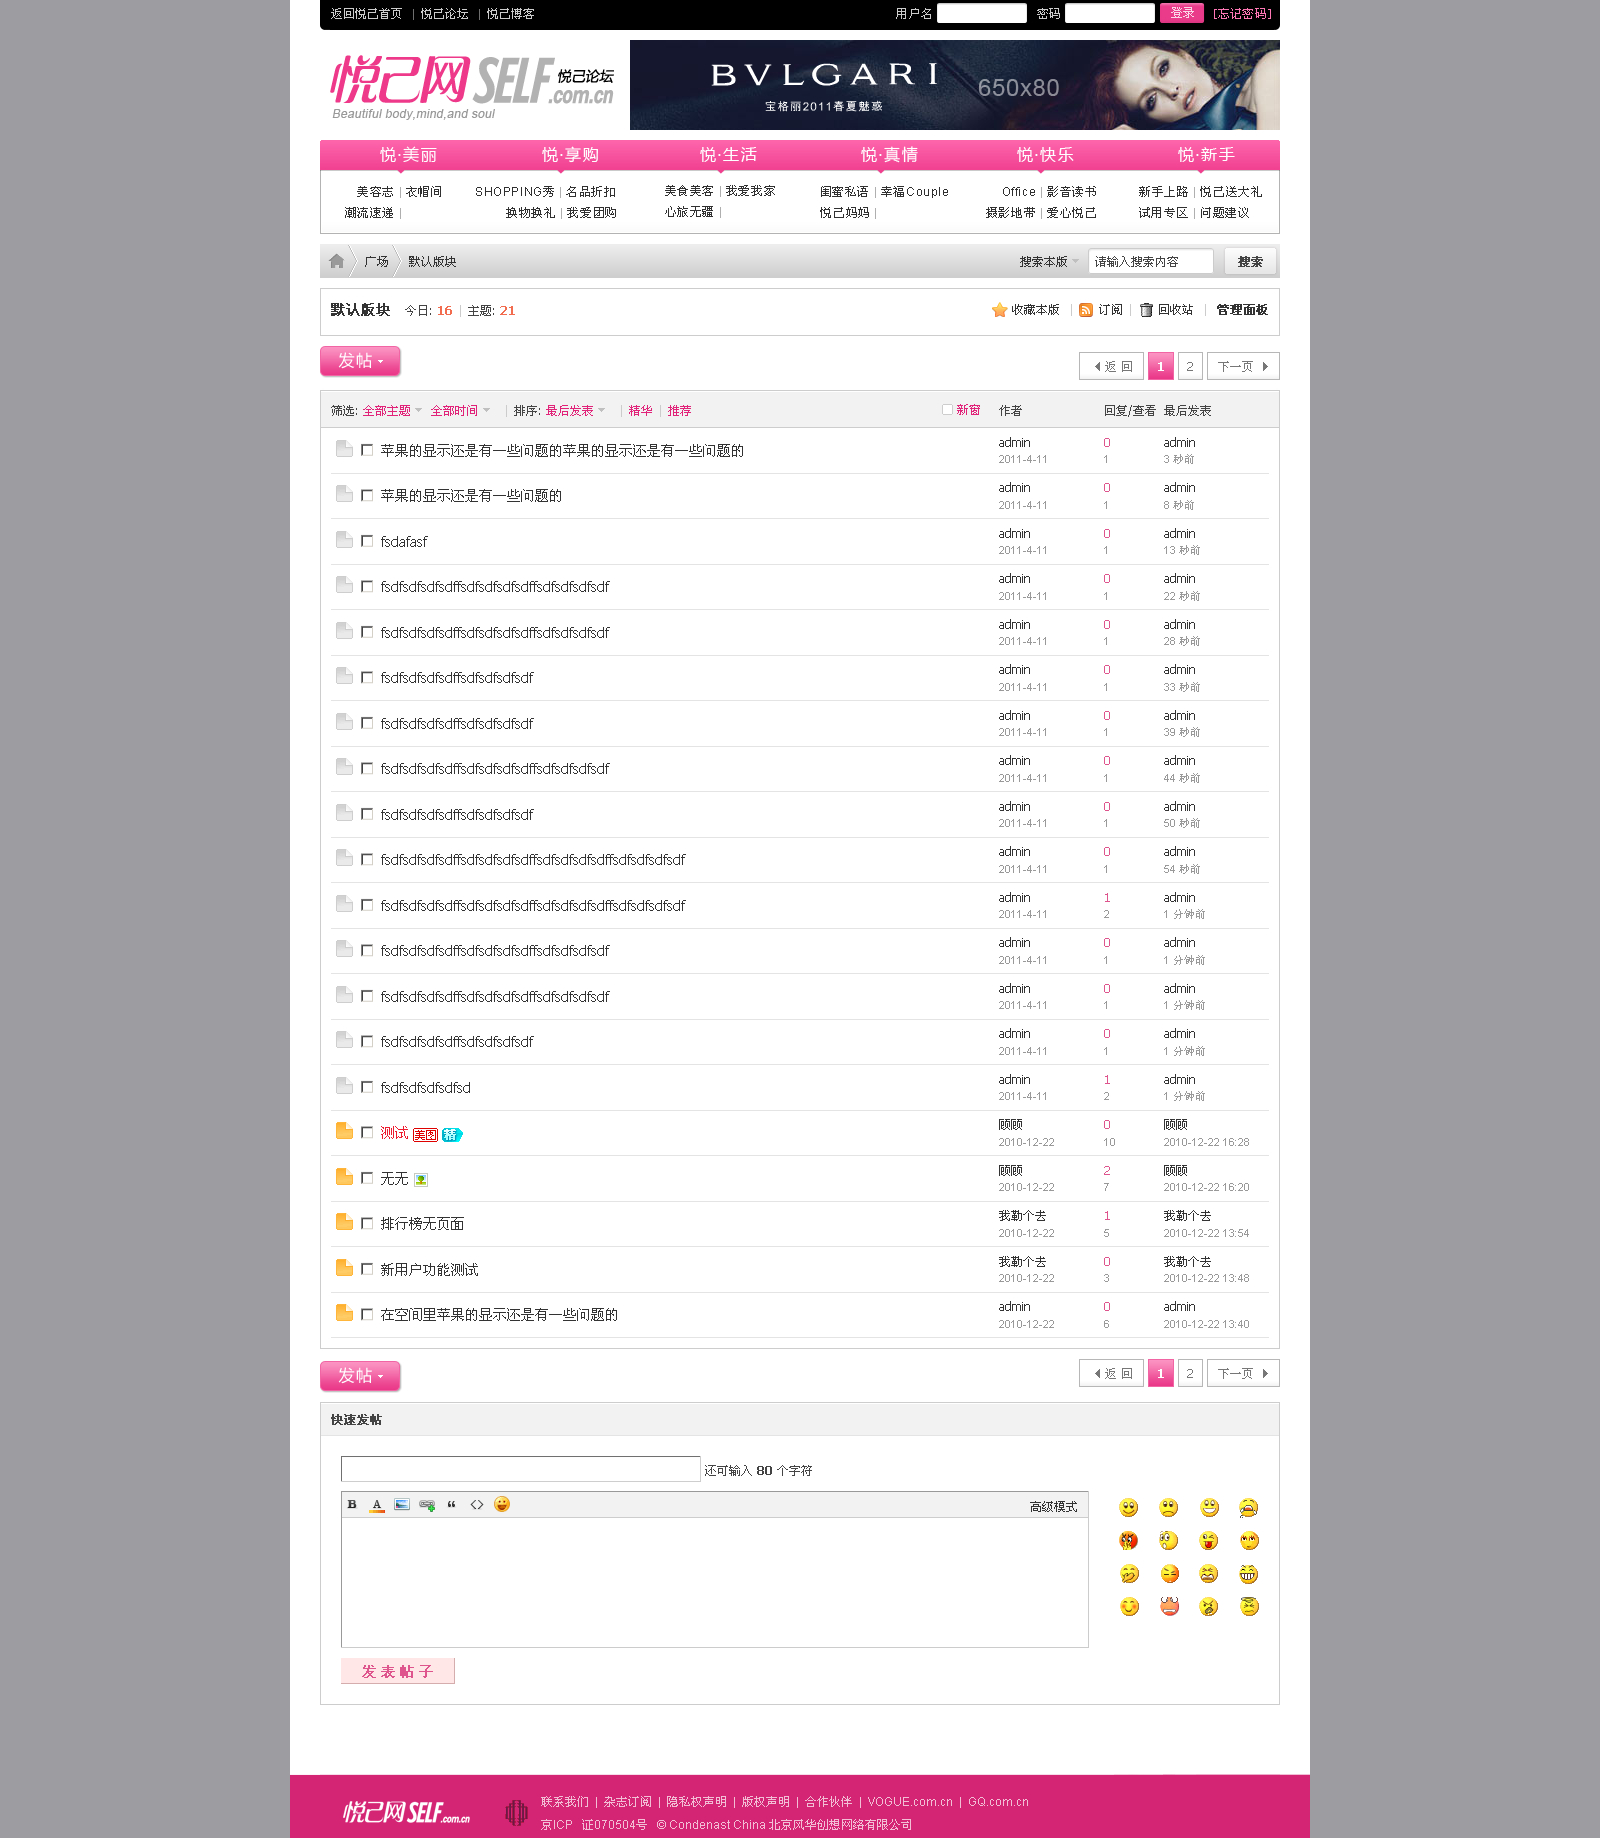 返回悦己首页 | 悦己论坛 | 悦己博客 用户名 密码 登录 [忘记密码]
悦己网 SELF.com.cn 悦己论坛
Beautiful body,mind,and soul
BVLGARI
宝格丽2011春夏魅惑
650x80
悦·美丽 悦·享购 悦·生活 悦·真情 悦·快乐 悦·新手
美容志 | 衣帽间 SHOPPING秀 | 名品折扣 美食美客 | 我爱我家 闺蜜私语 | 幸福Couple Office | 影音读书 新手上路 | 悦己送大礼
潮流速递 | 换物换礼 | 我爱团购 心旅无疆 | 悦己妈妈 | 摄影地带 | 爱心悦己 试用专区 | 问题建议
广场 默认版块 搜索本版 请输入搜索内容 搜索
默认版块 今日: 16 | 主题: 21 收藏本版 | 订阅 | 回收站 | 管理面板
发帖 返 回 1 2 下一页
筛选: 全部主题 全部时间 | 排序: 最后发表 | 精华 | 推荐 新窗 作者 回复/查看 最后发表
苹果的显示还是有一些问题的苹果的显示还是有一些问题的 admin 0 admin
2011-4-11 1 3 秒前
苹果的显示还是有一些问题的 admin 0 admin
2011-4-11 1 8 秒前
fsdafasf admin 0 admin
2011-4-11 1 13 秒前
fsdfsdfsdfsdffsdfsdfsdfsdffsdfsdfsdfsdf admin 0 admin
2011-4-11 1 22 秒前
fsdfsdfsdfsdffsdfsdfsdfsdffsdfsdfsdfsdf admin 0 admin
2011-4-11 1 28 秒前
fsdfsdfsdfsdffsdfsdfsdfsdf admin 0 admin
2011-4-11 1 33 秒前
fsdfsdfsdfsdffsdfsdfsdfsdf admin 0 admin
2011-4-11 1 39 秒前
fsdfsdfsdfsdffsdfsdfsdfsdffsdfsdfsdfsdf admin 0 admin
2011-4-11 1 44 秒前
fsdfsdfsdfsdffsdfsdfsdfsdf admin 0 admin
2011-4-11 1 50 秒前
fsdfsdfsdfsdffsdfsdfsdfsdffsdfsdfsdfsdffsdfsdfsdfsdf admin 0 admin
2011-4-11 1 54 秒前
fsdfsdfsdfsdffsdfsdfsdfsdffsdfsdfsdfsdffsdfsdfsdfsdf admin 1 admin
2011-4-11 2 1 分钟前
fsdfsdfsdfsdffsdfsdfsdfsdffsdfsdfsdfsdf admin 0 admin
2011-4-11 1 1 分钟前
fsdfsdfsdfsdffsdfsdfsdfsdffsdfsdfsdfsdf admin 0 admin
2011-4-11 1 1 分钟前
fsdfsdfsdfsdffsdfsdfsdfsdf admin 0 admin
2011-4-11 1 1 分钟前
fsdfsdfsdfsdfsd admin 1 admin
2011-4-11 2 1 分钟前
测试 美图 精 顾顾 0 顾顾
2010-12-22 10 2010-12-22 16:28
无无 顾顾 2 顾顾
2010-12-22 7 2010-12-22 16:20
排行榜无页面 我勒个去 1 我勒个去
2010-12-22 5 2010-12-22 13:54
新用户功能测试 我勒个去 0 我勒个去
2010-12-22 3 2010-12-22 13:48
在空间里苹果的显示还是有一些问题的 admin 0 admin
2010-12-22 6 2010-12-22 13:40
发帖 返 回 1 2 下一页
快速发帖
还可输入 80 个字符
B A “ <> 高级模式
发 表 帖 子
悦己网 SELF.com.cn
联系我们 | 杂志订阅 | 隐私权声明 | 版权声明 | 合作伙伴 | VOGUE.com.cn | GQ.com.cn
京ICP 证070504号 © Condenast China 北京风华创想网络有限公司